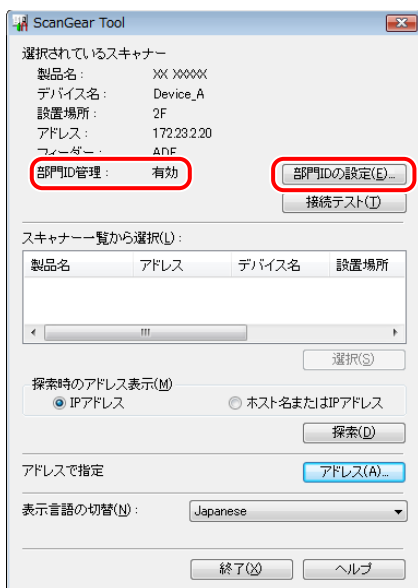 ScanGear Tool
選択されているスキャナー
製品名： XX XXXXX
デバイス名： Device_A
設置場所： 2F
アドレス： 172.23.2.20
フィーダー： ADF
部門ID管理： 有効 部門IDの設定(E)...
接続テスト(T)
スキャナー一覧から選択(L)：
製品名 アドレス デバイス名 設置場所
選択(S)
探索時のアドレス表示(M)
IPアドレス ホスト名またはIPアドレス
探索(D)
アドレスで指定 アドレス(A)...
表示言語の切替(N)： Japanese
終了(X) ヘルプ